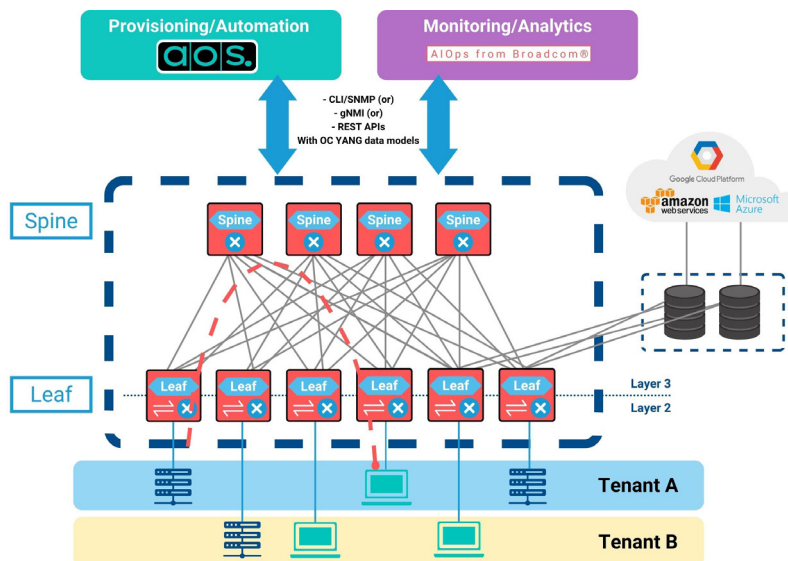 Provisioning/Automation
aos.
Monitoring/Analytics
AIOps from Broadcom®
- CLI/SNMP (or)
- gNMI (or)
- REST APIs
With OC YANG data models
Google Cloud Platform
amazon
webservices
Microsoft
Azure
Spine
Spine
Spine
Spine
Spine
Leaf
Leaf
Leaf
Leaf
Leaf
Leaf
Leaf
Layer 3
Layer 2
Tenant A
Tenant B